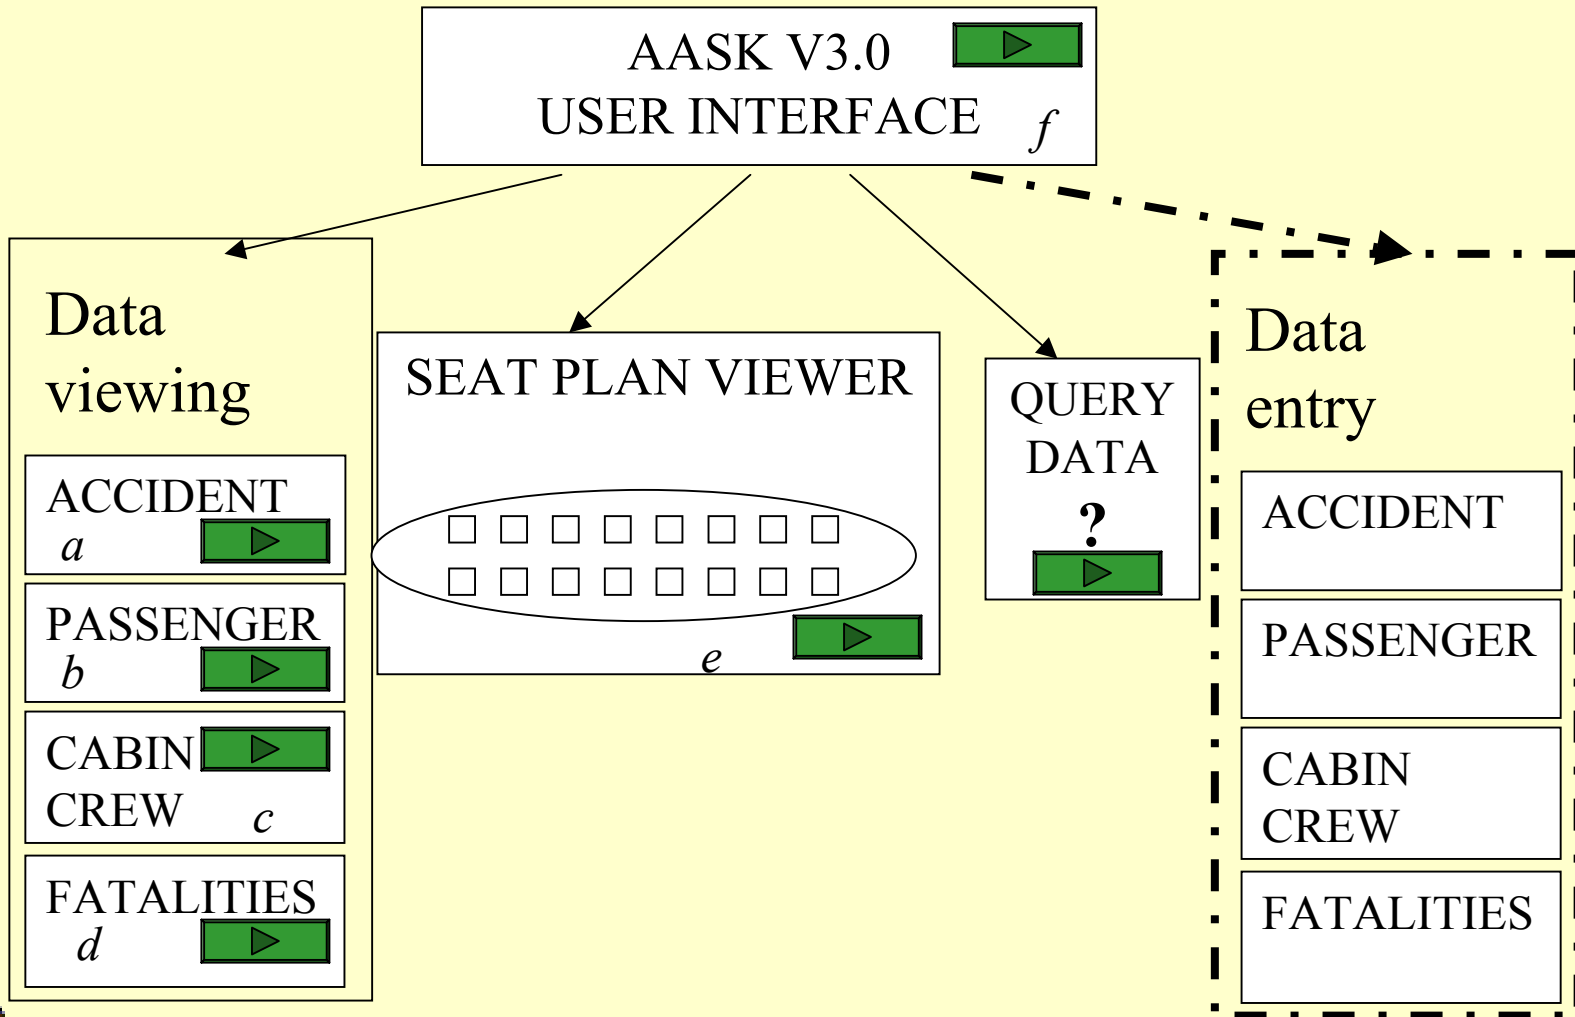 AASK V3.0
USER INTERFACE
f
Data
viewing
ACCIDENT
a
PASSENGER
b
CABIN
CREW c
FATALITIES
d
SEAT PLAN VIEWER
e
QUERY
DATA
?
Data
entry
ACCIDENT
PASSENGER
CABIN
CREW
FATALITIES